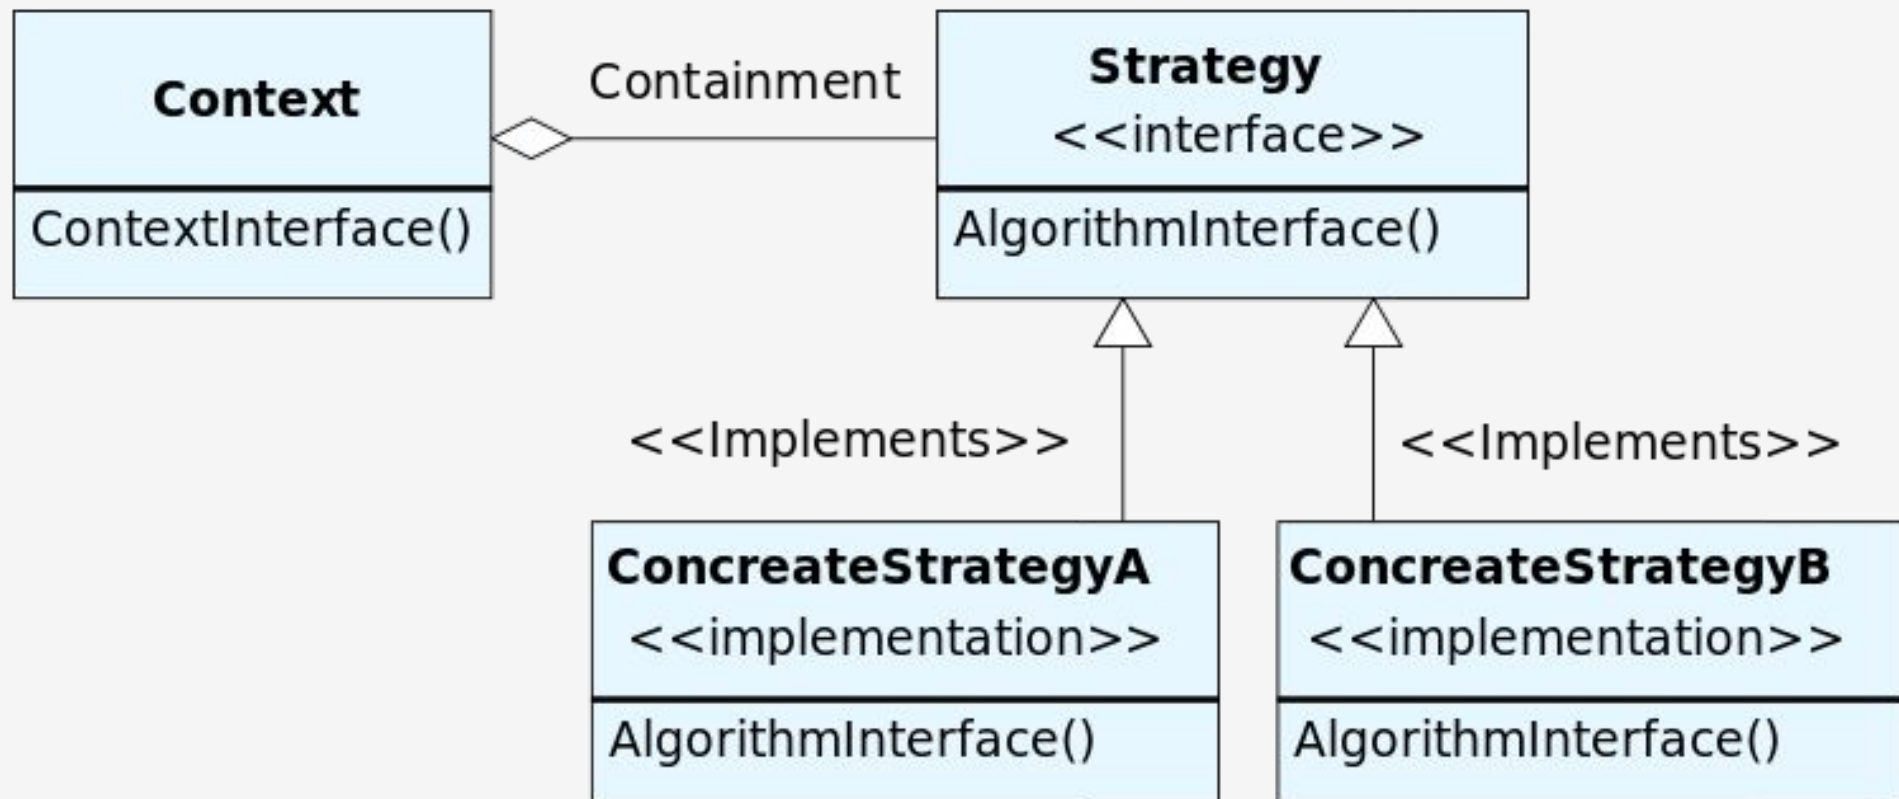 Context
ContextInterface()
Containment
Strategy
<<interface>>
AlgorithmInterface()
<<Implements>>
<<Implements>>
ConcreateStrategyA
<<implementation>>
AlgorithmInterface()
ConcreateStrategyB
<<implementation>>
AlgorithmInterface()